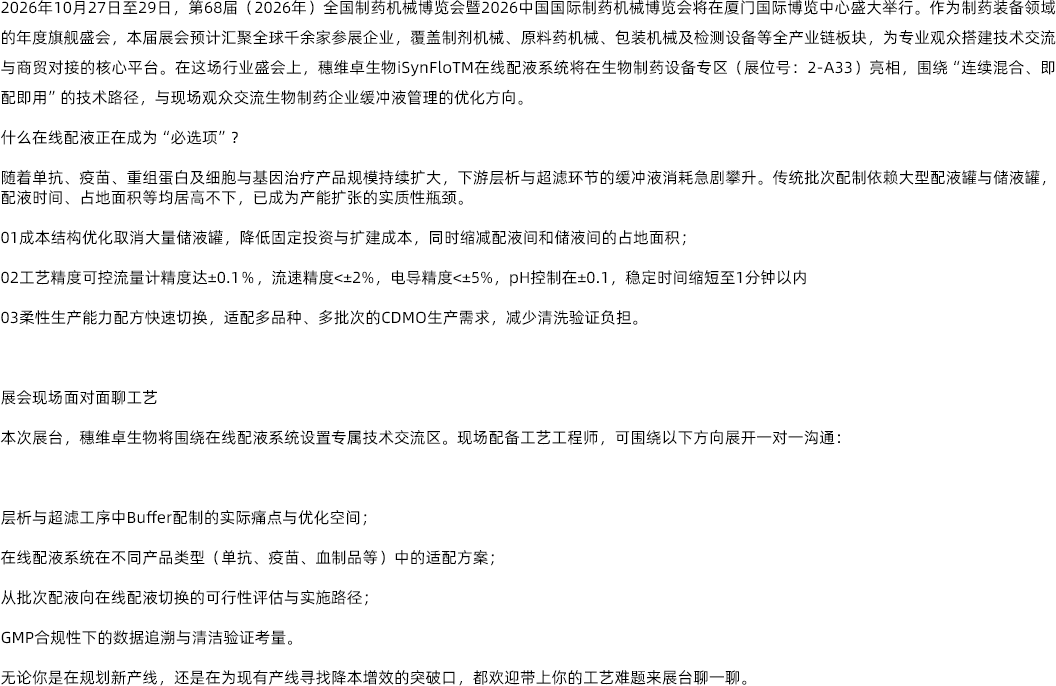 2026年10月27日至29日，第68届（2026年）全国制药机械博览会暨2026中国国际制药机械博览会将在厦门国际博览中心盛大举行。作为制药装备领域
的年度旗舰盛会，本届展会预计汇聚全球千余家参展企业，覆盖制剂机械、原料药机械、包装机械及检测设备等全产业链板块，为专业观众搭建技术交流
与商贸对接的核心平台。在这场行业盛会上，穗维卓生物iSynFloTM在线配液系统将在生物制药设备专区（展位号：2-A33）亮相，围绕“连续混合、即
配即用”的技术路径，与现场观众交流生物制药企业缓冲液管理的优化方向。
什么在线配液正在成为“必选项”？
随着单抗、疫苗、重组蛋白及细胞与基因治疗产品规模持续扩大，下游层析与超滤环节的缓冲液消耗急剧攀升。传统批次配制依赖大型配液罐与储液罐，
配液时间、占地面积等均居高不下，已成为产能扩张的实质性瓶颈。
01成本结构优化取消大量储液罐，降低固定投资与扩建成本，同时缩减配液间和储液间的占地面积；
02工艺精度可控流量计精度达±0.1%，流速精度<±2%，电导精度<±5%，pH控制在±0.1，稳定时间缩短至1分钟以内
03柔性生产能力配方快速切换，适配多品种、多批次的CDMO生产需求，减少清洗验证负担。
展会现场面对面聊工艺
本次展台，穗维卓生物将围绕在线配液系统设置专属技术交流区。现场配备工艺工程师，可围绕以下方向展开一对一沟通：
层析与超滤工序中Buffer配制的实际痛点与优化空间；
在线配液系统在不同产品类型（单抗、疫苗、血制品等）中的适配方案；
从批次配液向在线配液切换的可行性评估与实施路径；
GMP合规性下的数据追溯与清洁验证考量。
无论你是在规划新产线，还是在为现有产线寻找降本增效的突破口，都欢迎带上你的工艺难题来展台聊一聊。